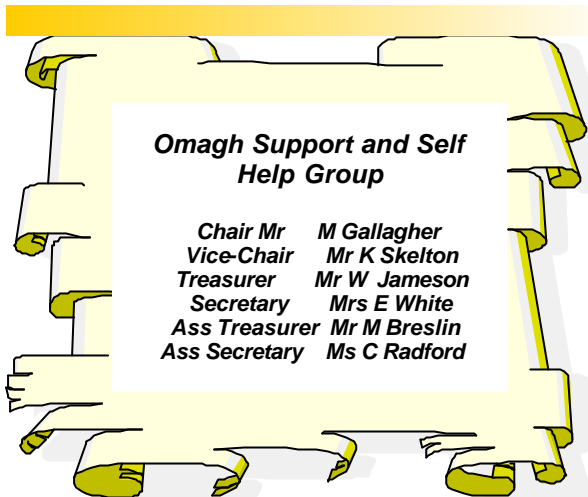 Omagh Support and Self
Help Group
Chair Mr M Gallagher
Vice-Chair Mr K Skelton
Treasurer Mr W Jameson
Secretary Mrs E White
Ass Treasurer Mr M Breslin
Ass Secretary Ms C Radford